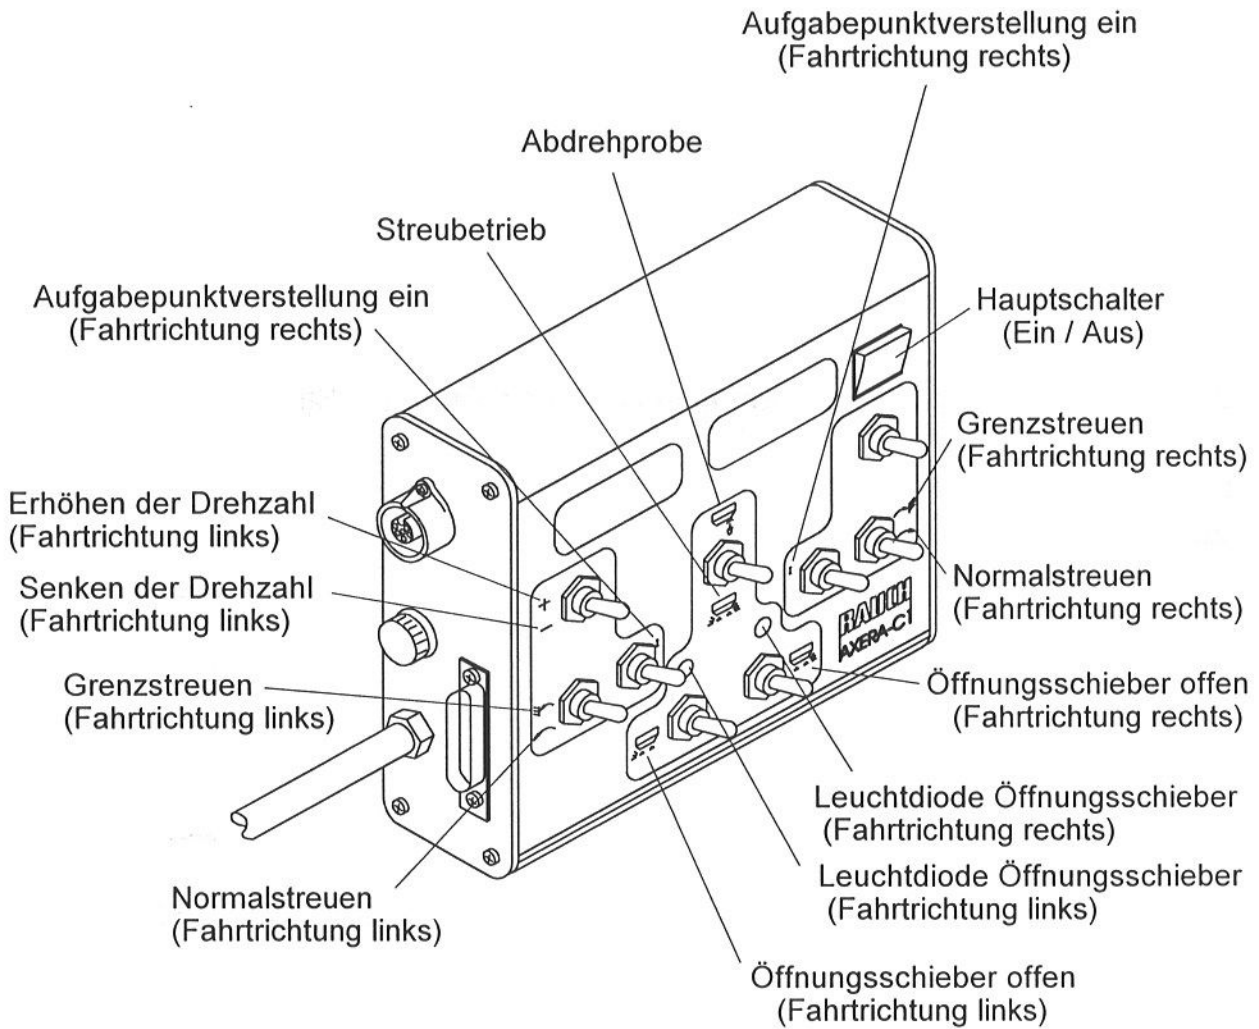 Aufgabepunktverstellung ein
(Fahrtrichtung rechts)
Abdrehprobe
Streubetrieb
Aufgabepunktverstellung ein
(Fahrtrichtung rechts)
Hauptschalter
(Ein / Aus)
Grenzstreuen
(Fahrtrichtung rechts)
Erhöhen der Drehzahl
(Fahrtrichtung links)
Senken der Drehzahl
(Fahrtrichtung links)
Normalstreuen
(Fahrtrichtung rechts)
RAUCH
AXERA-C1
Grenzstreuen
(Fahrtrichtung links)
Öffnungsschieber offen
(Fahrtrichtung rechts)
Leuchtdiode Öffnungsschieber
(Fahrtrichtung rechts)
Leuchtdiode Öffnungsschieber
(Fahrtrichtung links)
Normalstreuen
(Fahrtrichtung links)
Öffnungsschieber offen
(Fahrtrichtung links)